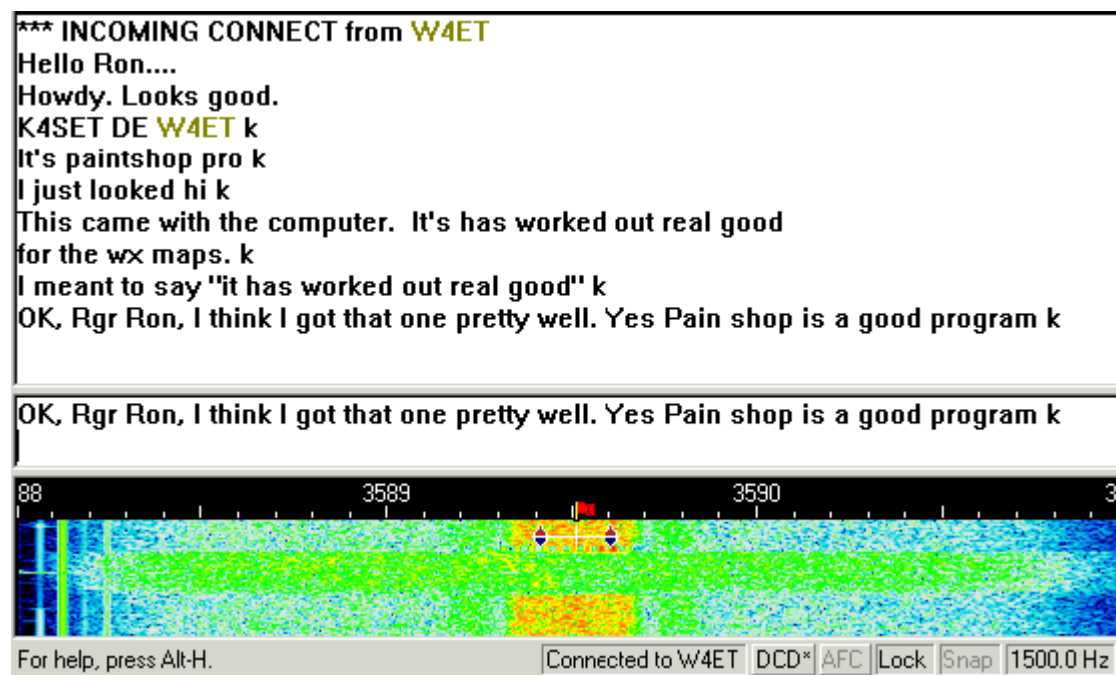 *** INCOMING CONNECT from W4ET
Hello Ron....
Howdy. Looks good.
K4SET DE W4ET k
It's paintshop pro k
I just looked hi k
This came with the computer.  It's has worked out real good
for the wx maps. k
I meant to say "it has worked out real good" k
OK, Rgr Ron, I think I got that one pretty well. Yes Pain shop is a good program k
OK, Rgr Ron, I think I got that one pretty well. Yes Pain shop is a good program k
88 3589 3590 3
For help, press Alt-H. Connected to W4ET DCD* AFC Lock Snap 1500.0 Hz